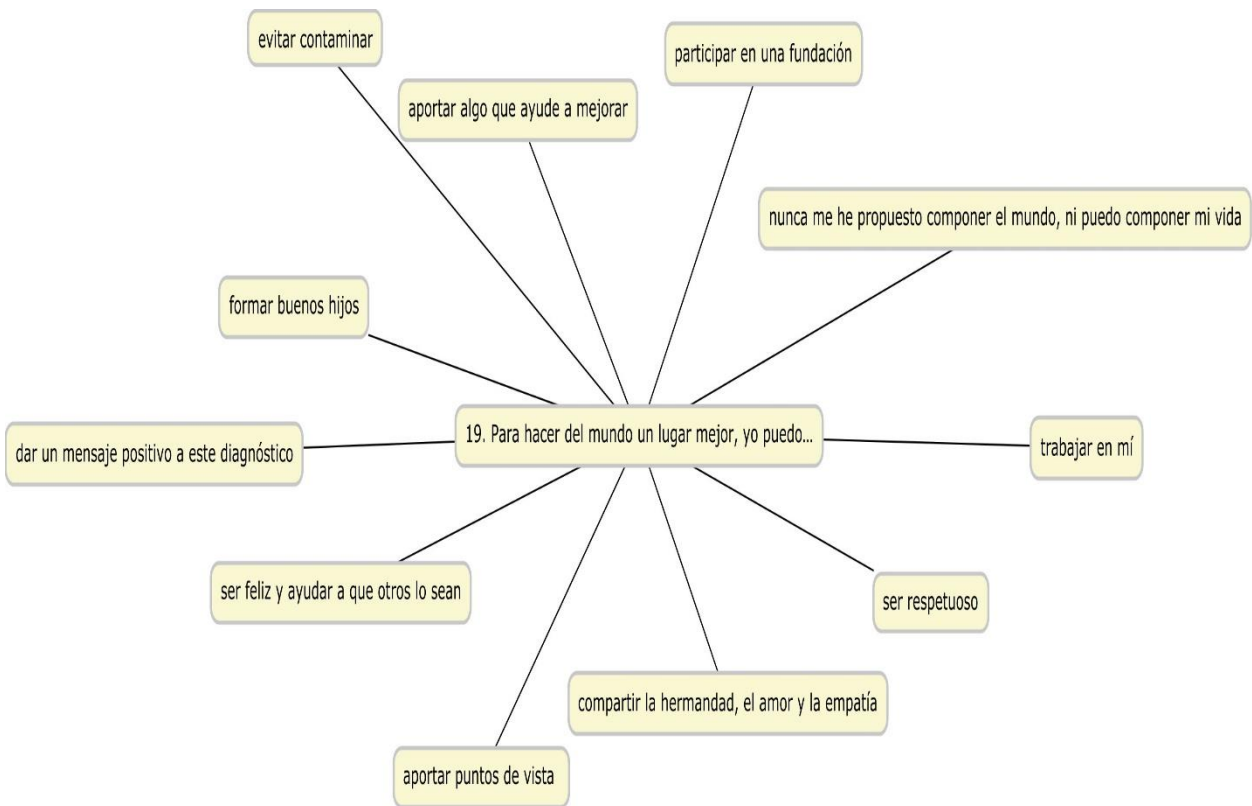 evitar contaminar
participar en una fundación
aportar algo que ayude a mejorar
nunca me he propuesto componer el mundo, ni puedo componer mi vida
formar buenos hijos
19. Para hacer del mundo un lugar mejor, yo puedo...
dar un mensaje positivo a este diagnóstico
trabajar en mí
ser feliz y ayudar a que otros lo sean
ser respetuoso
compartir la hermandad, el amor y la empatía
aportar puntos de vista